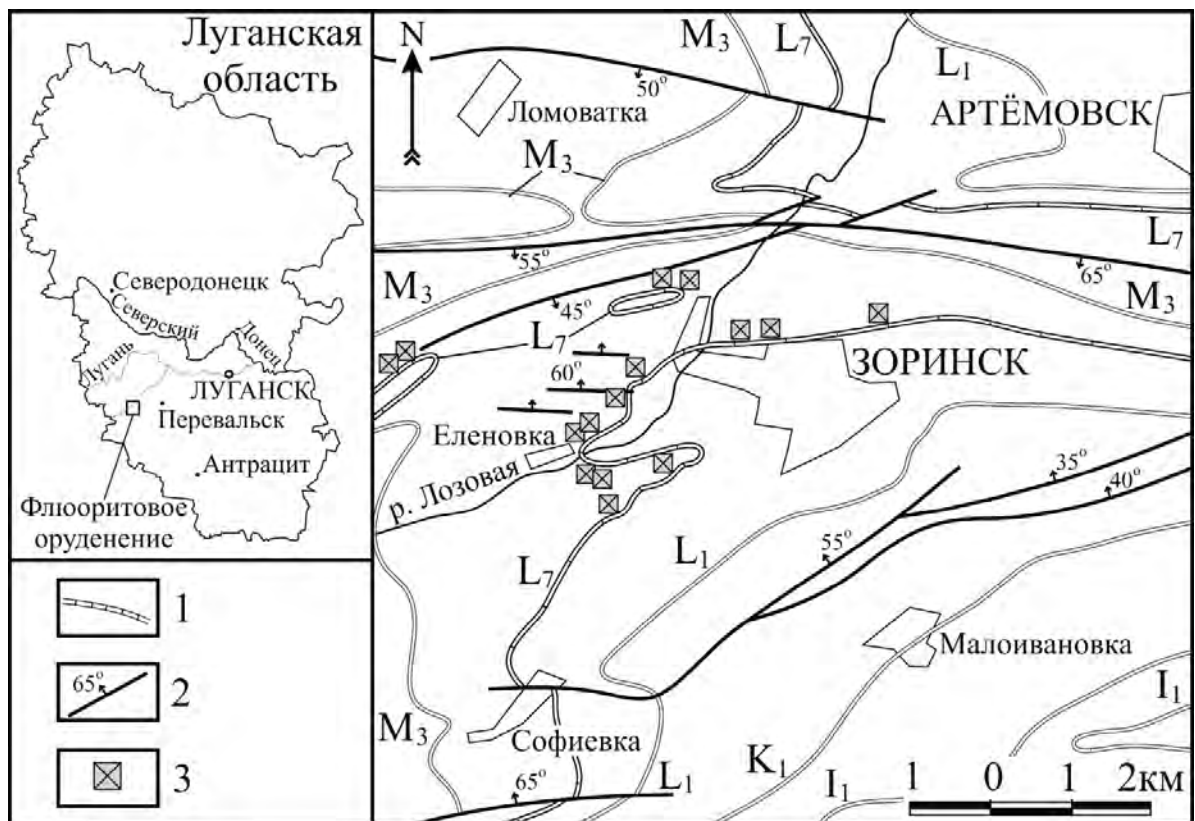 Луганская
область
Северодонецк
Северский
Донец
Лугань
ЛУГАНСК
Перевальск
Антрацит
Флюоритовое
оруденение
1
65°
2
3
N
M₃
L₇
L₁
50°
Ломоватка
АРТЁМОВСК
M₃
L₇
55°
65°
M₃
M₃
45°
L₇
ЗОРИНСК
60°
Еленовка
р. Лозовая
35°
40°
L₁
55°
L₇
Малоивановка
I₁
M₃
Софиевка
K₁
65°
L₁
I₁
1 0 1 2км